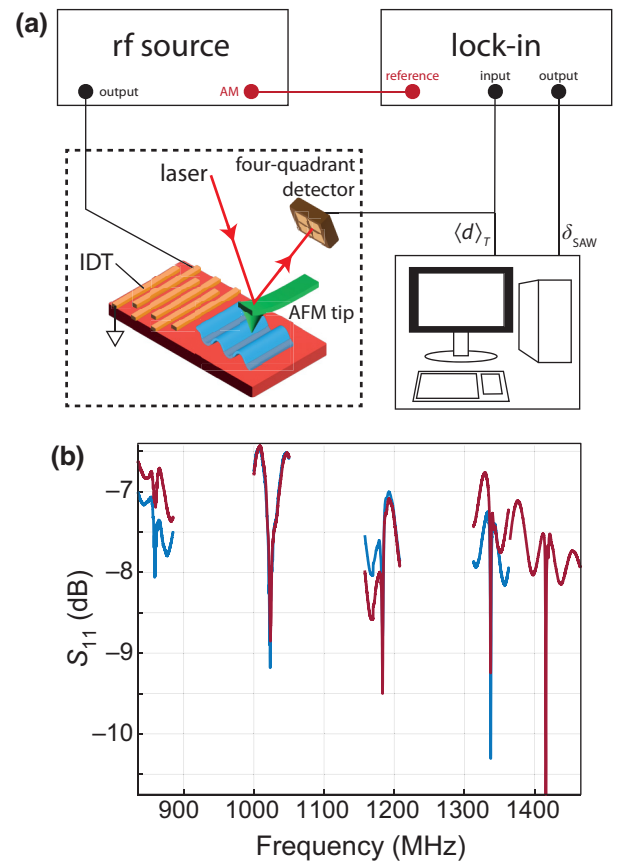 (a)
rf source
lock-in
output
AM
reference
input
output
laser
four-quadrant
detector
⟨d⟩T
δSAW
IDT
AFM tip
(b)
S11 (dB)
−7
−8
−9
−10
900
1000
1100
1200
1300
1400
Frequency (MHz)